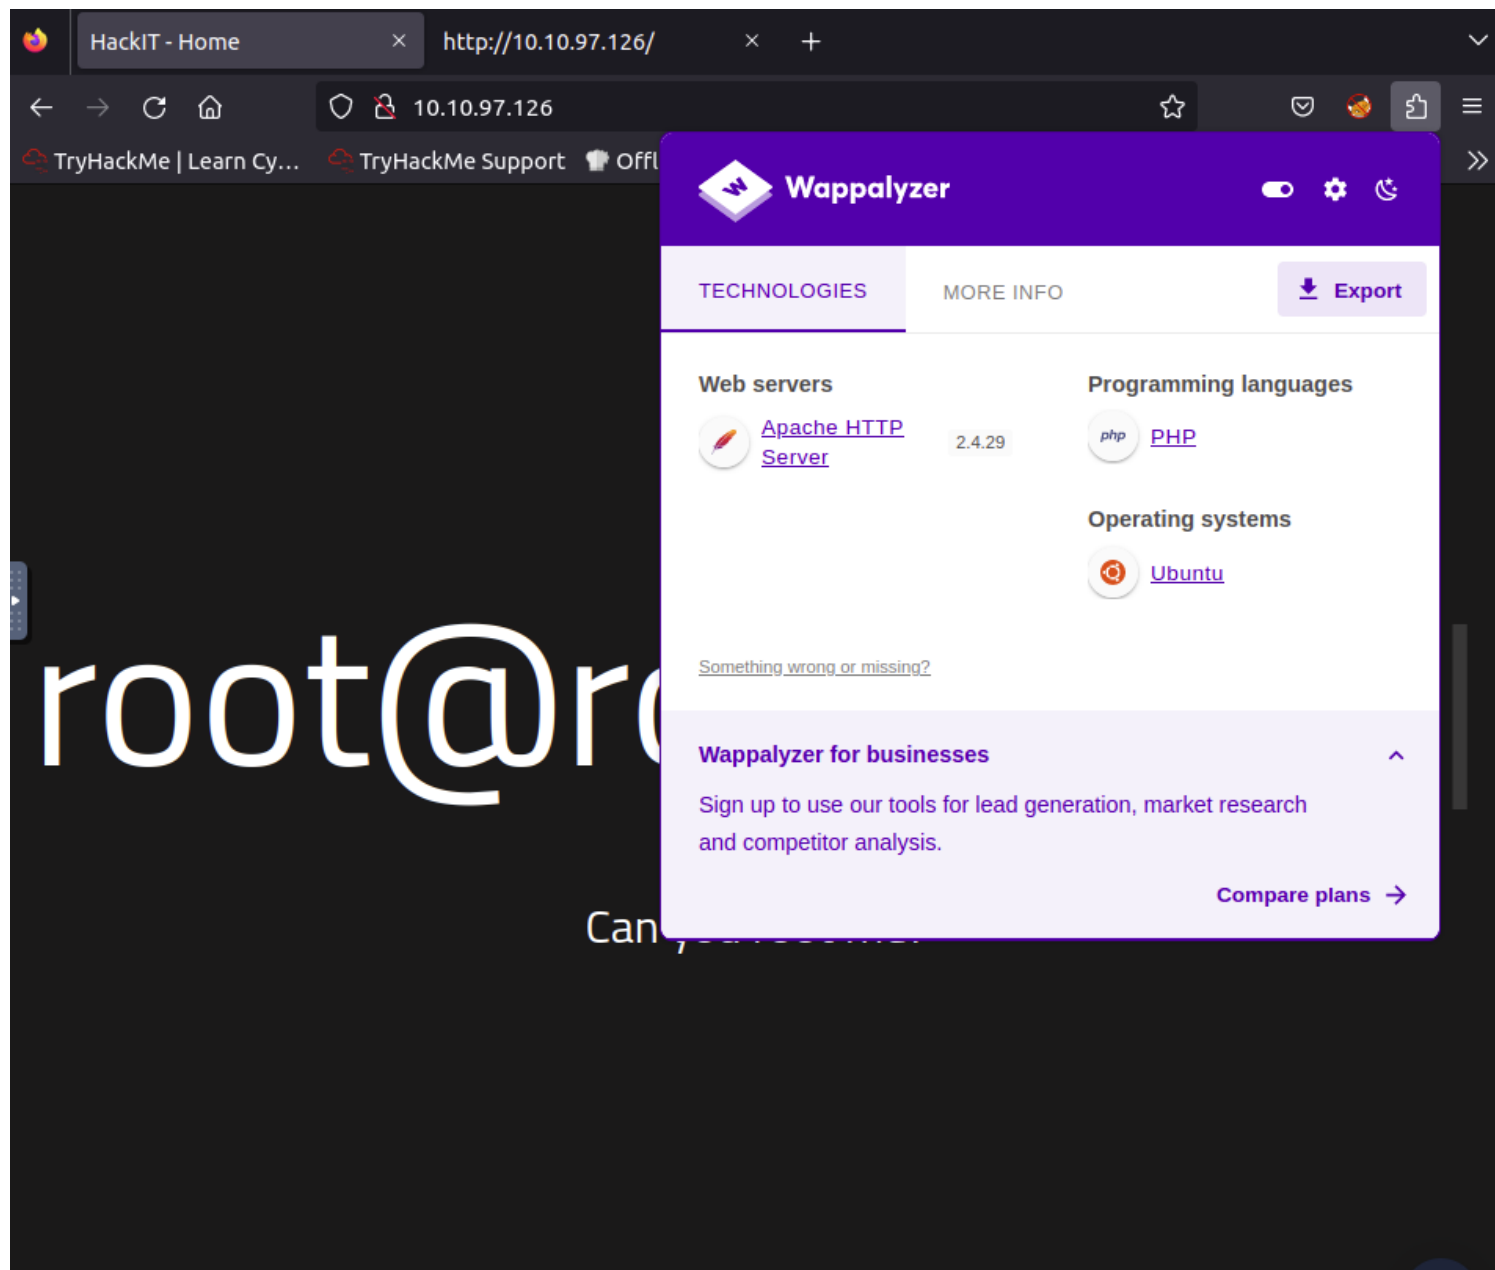 HackIT - Home
http://10.10.97.126/
10.10.97.126
TryHackMe | Learn Cy...
TryHackMe Support
Offl
Wappalyzer
TECHNOLOGIES
MORE INFO
Export
Web servers
Apache HTTP
Server
2.4.29
Programming languages
php
PHP
Operating systems
Ubuntu
Something wrong or missing?
Wappalyzer for businesses
Sign up to use our tools for lead generation, market research
and competitor analysis.
Compare plans
root@r
Can